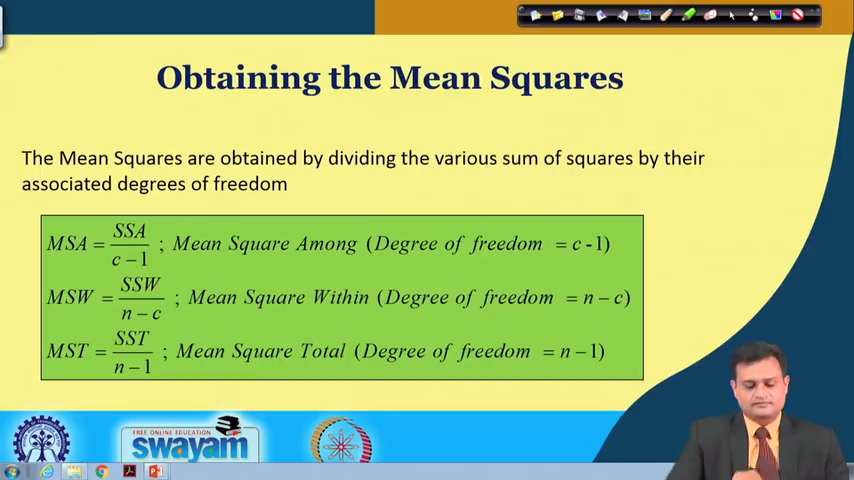 Obtaining the Mean Squares
The Mean Squares are obtained by dividing the various sum of squares by their
associated degrees of freedom
MSA = SSA / c − 1 ; Mean Square Among (Degree of freedom = c - 1)
MSW = SSW / n − c ; Mean Square Within (Degree of freedom = n − c)
MST = SST / n − 1 ; Mean Square Total (Degree of freedom = n − 1)
FREE ONLINE EDUCATION
swayam